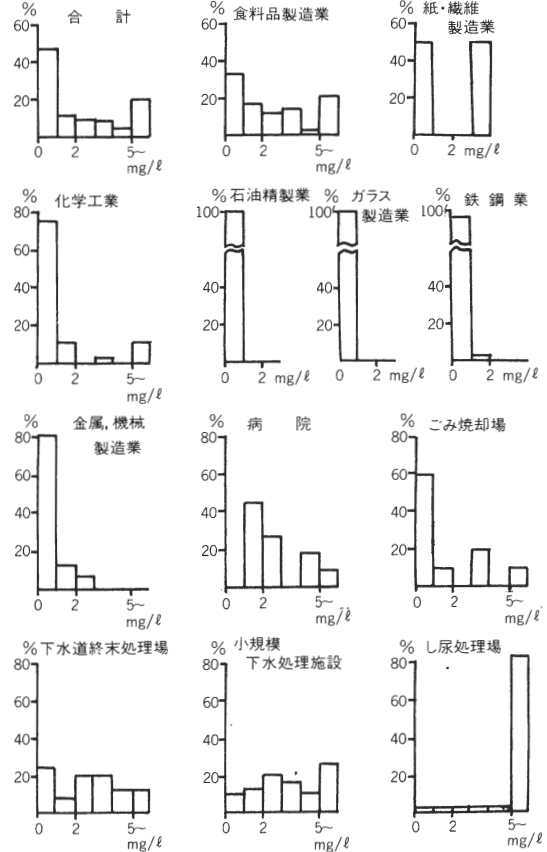 % 合 計
60
40
20
0 2 5~
mg/ℓ
% 食料品製造業
60
40
20
0 2 5~
mg/ℓ
% 紙・繊維
製造業
60
40
20
0 2 mg/ℓ
% 化学工業
80
60
40
20
0 2 5~
mg/ℓ
% 石油精製業
100
40
20
0 2 mg/ℓ
% ガラス
製造業
100
40
20
0 2 mg/ℓ
% 鉄鋼業
100
40
20
0 2 mg/ℓ
% 金属,機械
製造業
80
60
40
20
0 2 5~
mg/ℓ
% 病 院
80
60
40
20
0 2 5~
mg/ℓ
% ごみ焼却場
80
60
40
20
0 2 5~
mg/ℓ
% 下水道終末処理場
80
60
40
20
0 2 5~
mg/ℓ
% 小規模
下水処理施設
80
60
40
20
0 2 5~
mg/ℓ
% し尿処理場
80
60
40
20
0 2 5~
mg/ℓ